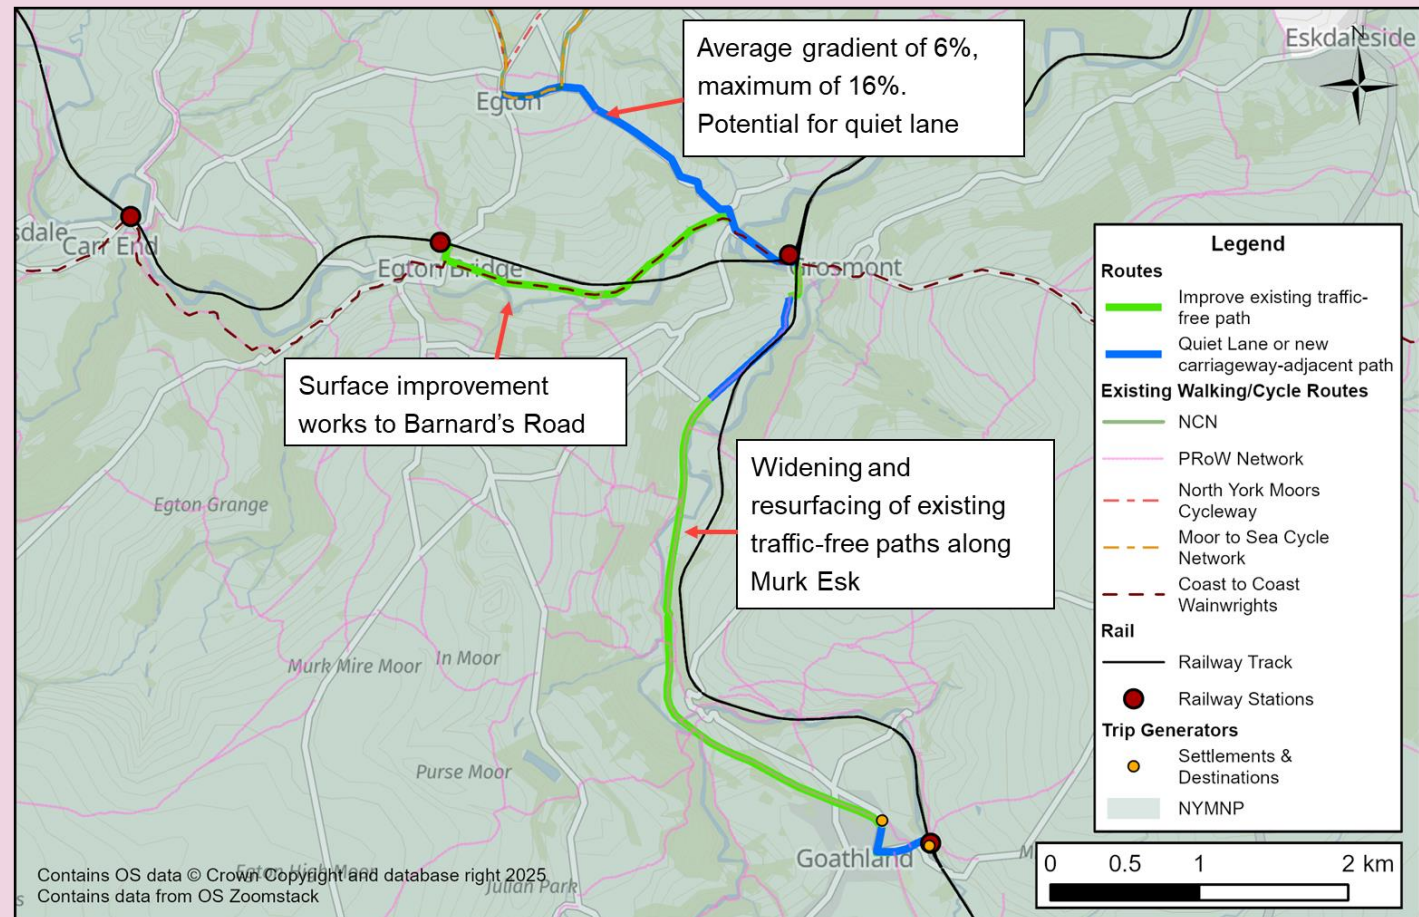 Eskdaleside
N
Average gradient of 6%,
maximum of 16%.
Potential for quiet lane
Egton
sdale
Carr End
Egton Bridge
Grosmont
Surface improvement
works to Barnard's Road
Widening and
resurfacing of existing
traffic-free paths along
Murk Esk
Egton Grange
Murk Mire Moor
In Moor
Purse Moor
Goathland
Egton High Moor
Julian Park
s
M
Contains OS data © Crown Copyright and database right 2025
Contains data from OS Zoomstack
Legend
Routes
Improve existing traffic-
free path
Quiet Lane or new
carriageway-adjacent path
Existing Walking/Cycle Routes
NCN
PRoW Network
North York Moors
Cycleway
Moor to Sea Cycle
Network
Coast to Coast
Wainwrights
Rail
Railway Track
Railway Stations
Trip Generators
Settlements &
Destinations
NYMNP
0 0.5 1 2 km